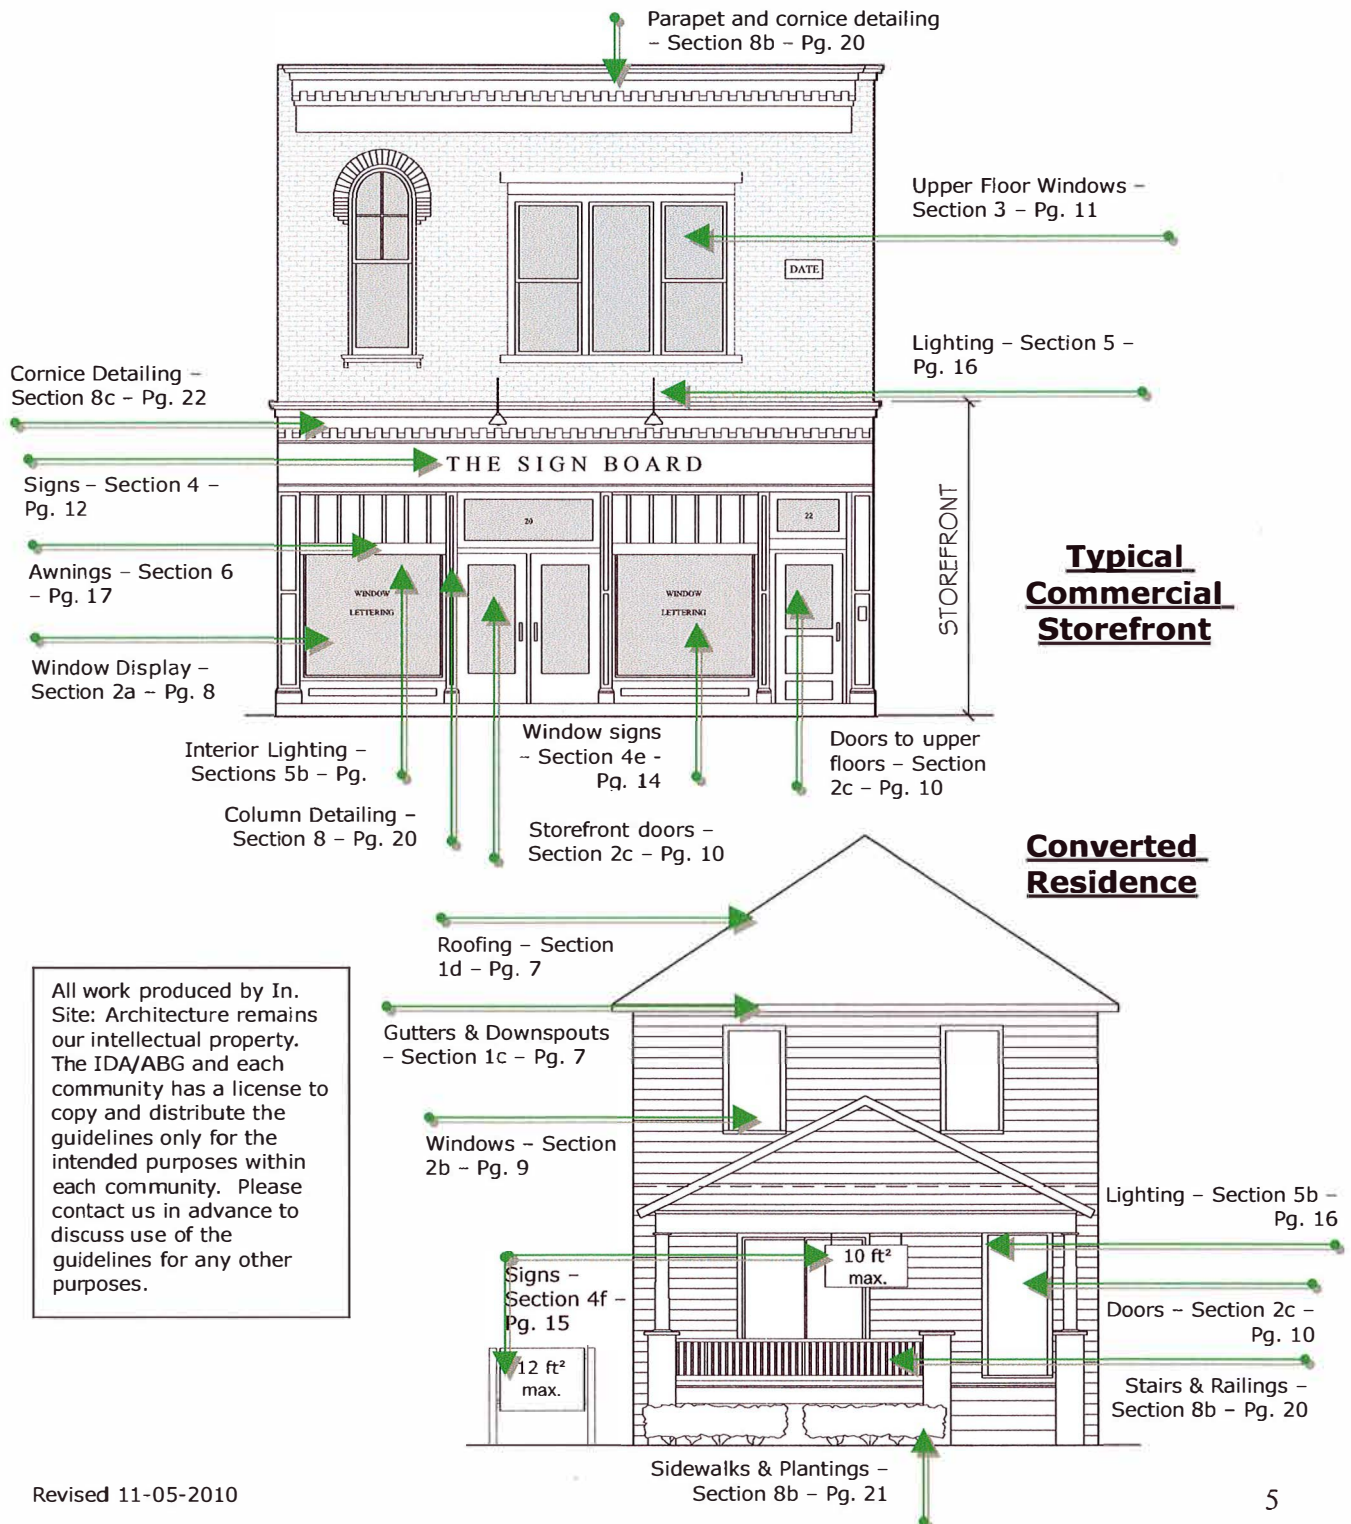 Parapet and cornice detailing
– Section 8b – Pg. 20
Upper Floor Windows –
Section 3 – Pg. 11
DATE
Lighting – Section 5 –
Pg. 16
Cornice Detailing –
Section 8c – Pg. 22
THE SIGN BOARD
Signs – Section 4 –
Pg. 12
20
22
STOREFRONT
Awnings – Section 6
– Pg. 17
WINDOW
LETTERING
WINDOW
LETTERING
Typical
Commercial
Storefront
Window Display –
Section 2a – Pg. 8
Interior Lighting –
Sections 5b – Pg.
Window signs
– Section 4e -
Pg. 14
Doors to upper
floors – Section
2c – Pg. 10
Column Detailing –
Section 8 – Pg. 20
Storefront doors –
Section 2c – Pg. 10
Converted
Residence
Roofing – Section
1d – Pg. 7
All work produced by In.
Site: Architecture remains
our intellectual property.
The IDA/ABG and each
community has a license to
copy and distribute the
guidelines only for the
intended purposes within
each community.  Please
contact us in advance to
discuss use of the
guidelines for any other
purposes.
Gutters & Downspouts
– Section 1c – Pg. 7
Windows – Section
2b – Pg. 9
Lighting – Section 5b –
Pg. 16
10 ft²
max.
Signs –
Section 4f –
Pg. 15
Doors – Section 2c –
Pg. 10
12 ft²
max.
Stairs & Railings –
Section 8b – Pg. 20
Sidewalks & Plantings –
Section 8b – Pg. 21
Revised 11-05-2010
5